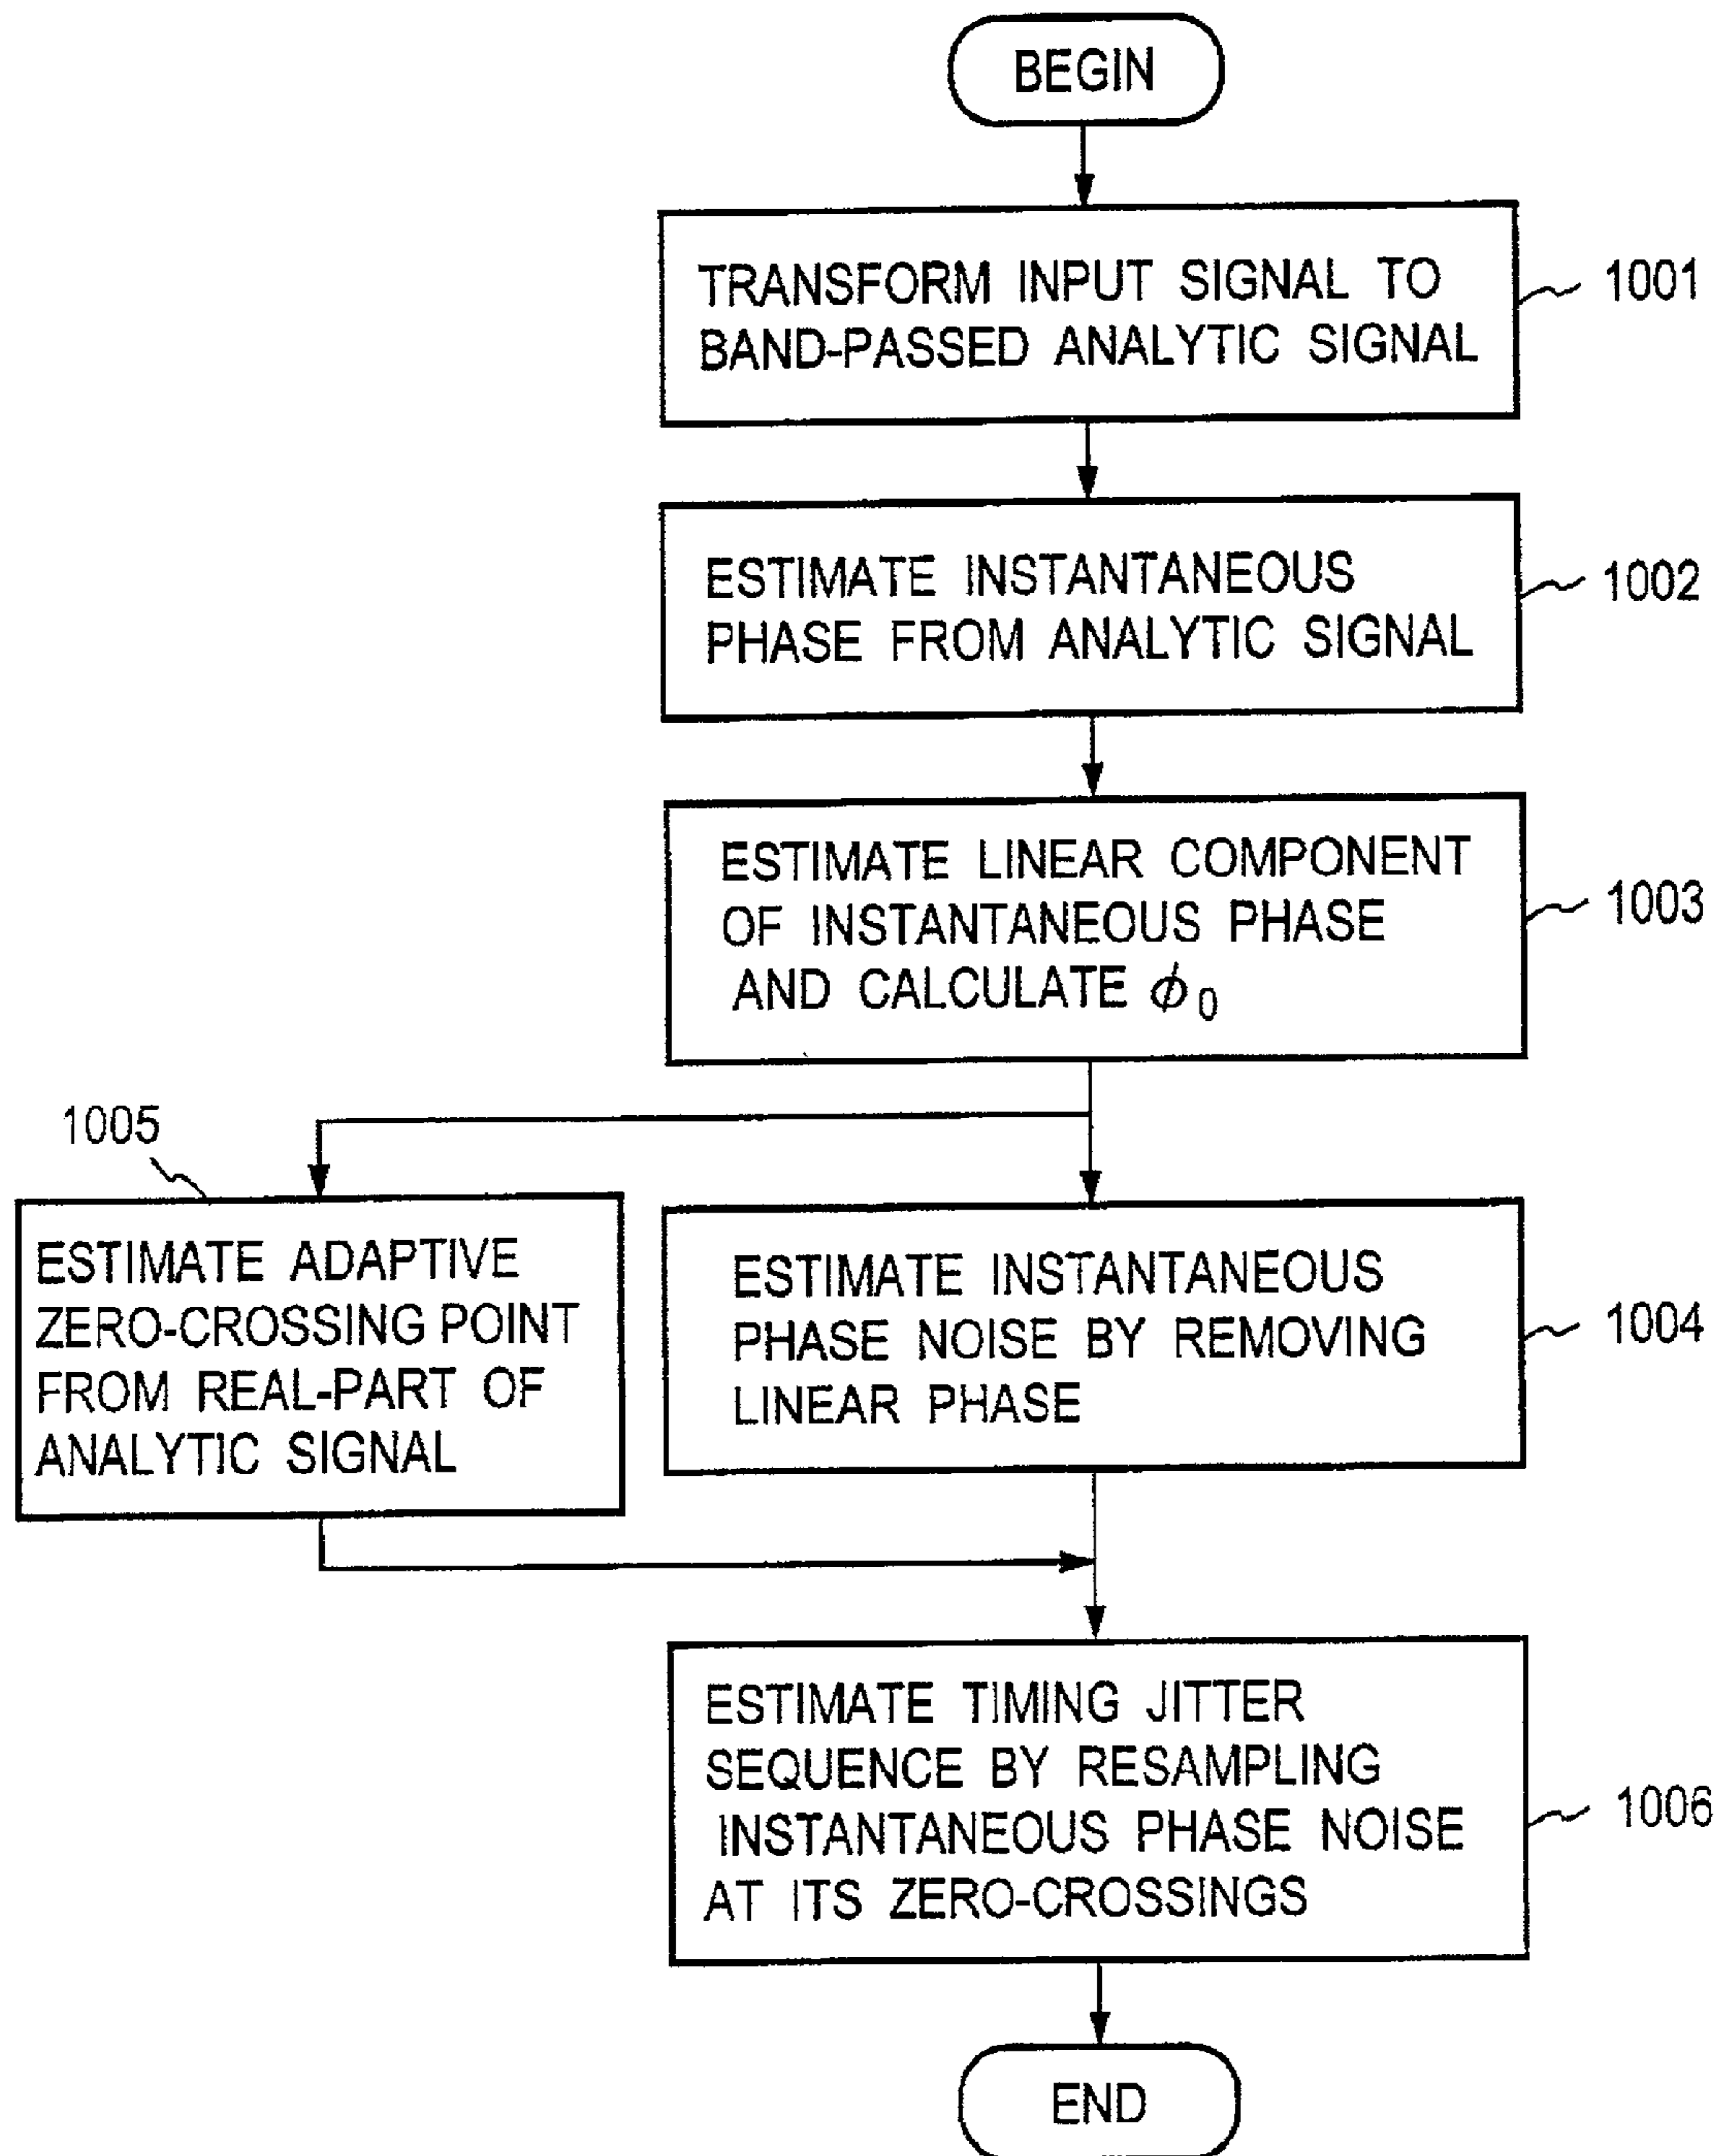 BEGIN
TRANSFORM INPUT SIGNAL TO
BAND-PASSED ANALYTIC SIGNAL
1001
ESTIMATE INSTANTANEOUS
PHASE FROM ANALYTIC SIGNAL
1002
ESTIMATE LINEAR COMPONENT
OF INSTANTANEOUS PHASE
AND CALCULATE ϕ₀
1003
1005
ESTIMATE ADAPTIVE
ZERO-CROSSING POINT
FROM REAL-PART OF
ANALYTIC SIGNAL
ESTIMATE INSTANTANEOUS
PHASE NOISE BY REMOVING
LINEAR PHASE
1004
ESTIMATE TIMING JITTER
SEQUENCE BY RESAMPLING
INSTANTANEOUS PHASE NOISE
AT ITS ZERO-CROSSINGS
1006
END